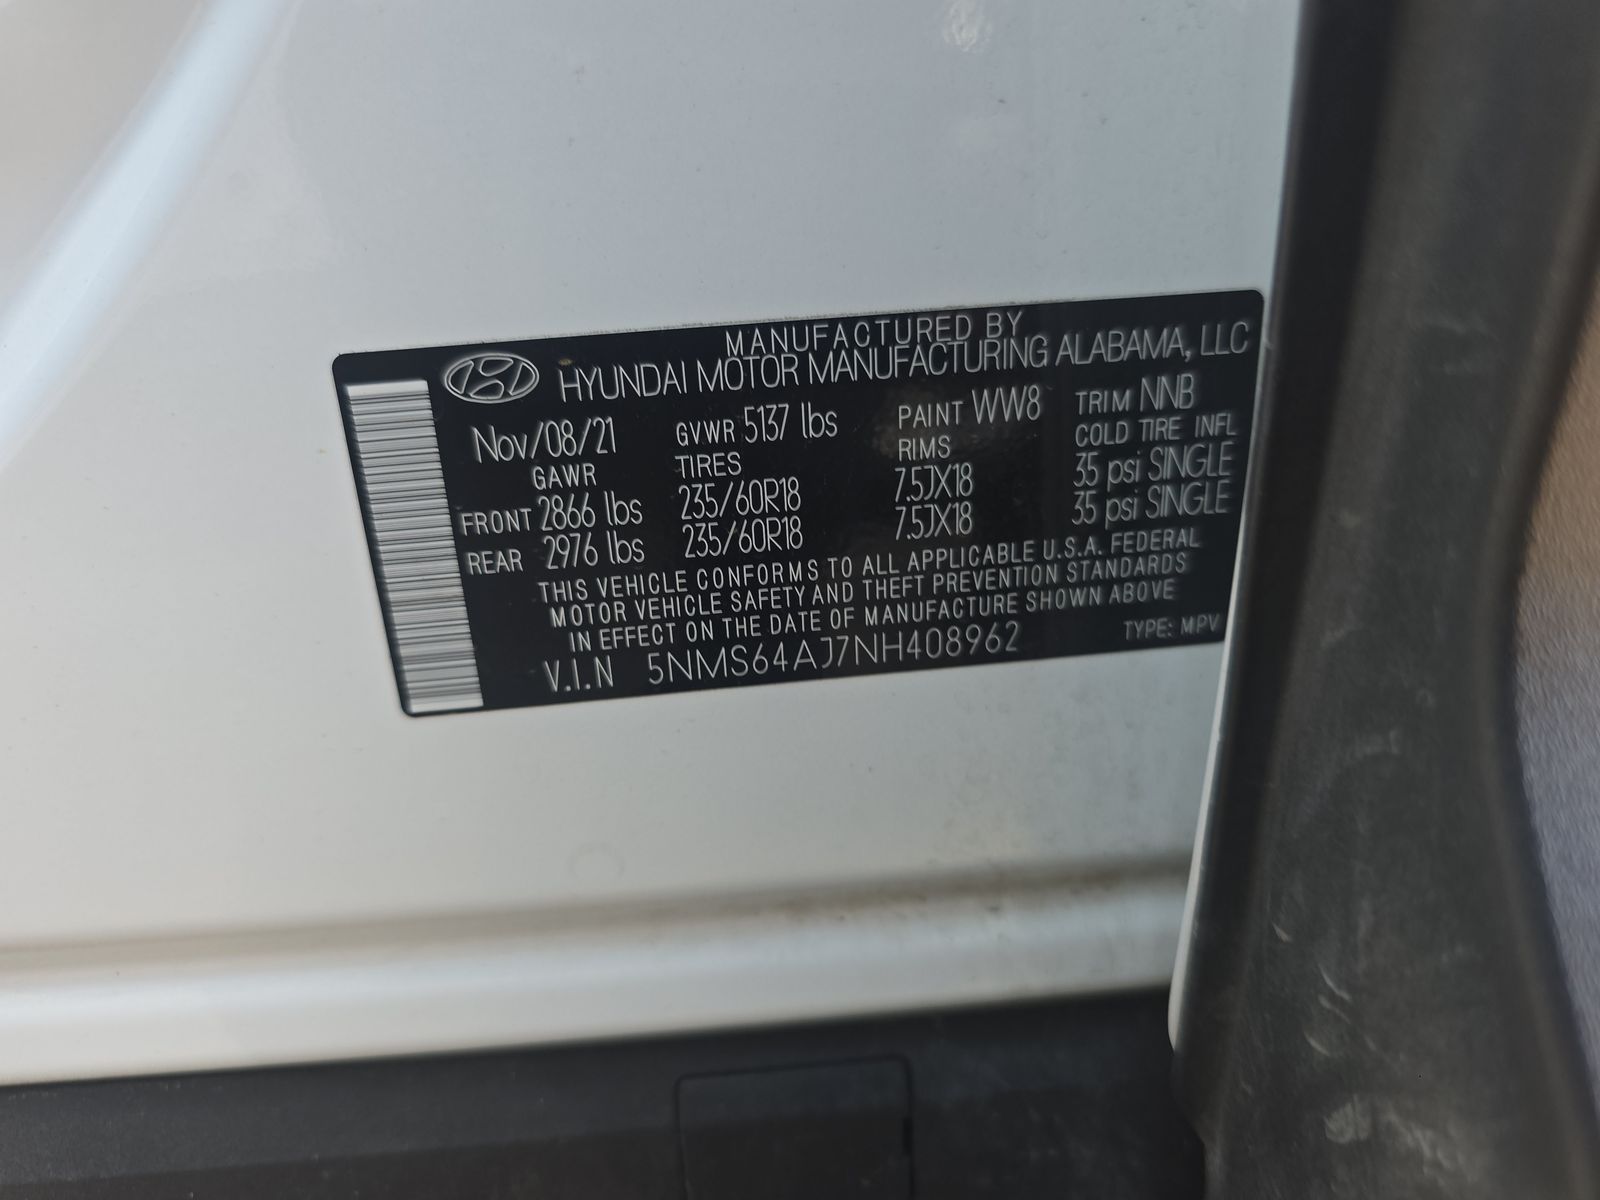 MANUFACTURED BY
HYUNDAI MOTOR MANUFACTURING ALABAMA, LLC
Nov/08/21 GVWR 5137 lbs PAINT WW8 TRIM NNB
GAWR TIRES RIMS COLD TIRE INFL
FRONT 2866 lbs 235/60R18 7.5JX18 35 psi SINGLE
REAR 2976 lbs 235/60R18 7.5JX18 35 psi SINGLE
THIS VEHICLE CONFORMS TO ALL APPLICABLE U.S.A. FEDERAL
MOTOR VEHICLE SAFETY AND THEFT PREVENTION STANDARDS
IN EFFECT ON THE DATE OF MANUFACTURE SHOWN ABOVE
V.I.N 5NMS64AJ7NH408962 TYPE: MPV